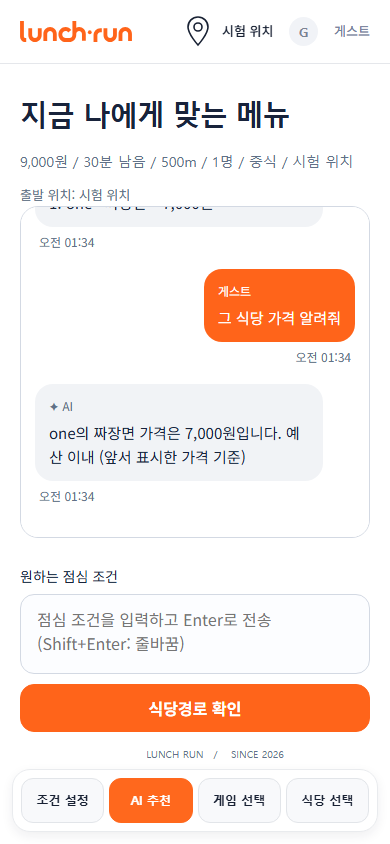 lunch·run
시험 위치
G
게스트
지금 나에게 맞는 메뉴
9,000원 / 30분 남음 / 500m / 1명 / 중식 / 시험 위치
출발 위치: 시험 위치
오전 01:34
게스트
그 식당 가격 알려줘
오전 01:34
✦ AI
one의 짜장면 가격은 7,000원입니다. 예
산 이내 (앞서 표시한 가격 기준)
오전 01:34
원하는 점심 조건
점심 조건을 입력하고 Enter로 전송
(Shift+Enter: 줄바꿈)
식당경로 확인
LUNCH RUN / SINCE 2026
조건 설정
AI 추천
게임 선택
식당 선택